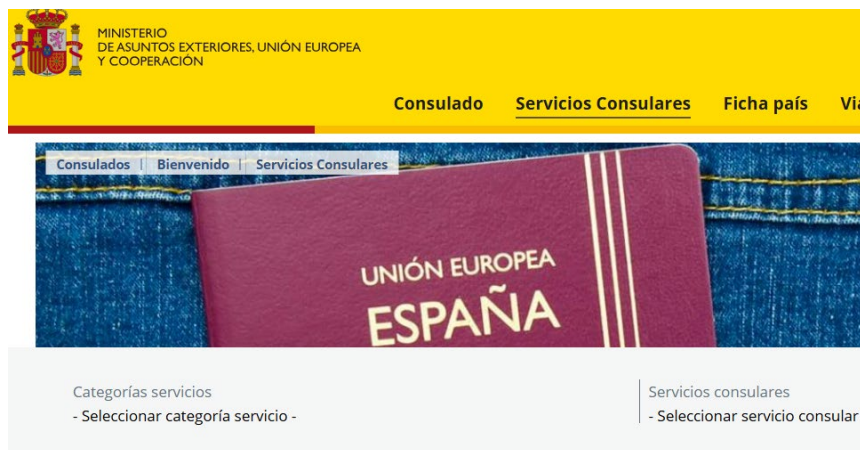 MINISTERIO
DE ASUNTOS EXTERIORES, UNIÓN EUROPEA
Y COOPERACIÓN
Consulado Servicios Consulares Ficha país
Consulados | Bienvenido | Servicios Consulares
UNIÓN EUROPEA
ESPAÑA
Categorías servicios
- Seleccionar categoría servicio -
Servicios consulares
- Seleccionar servicio consular